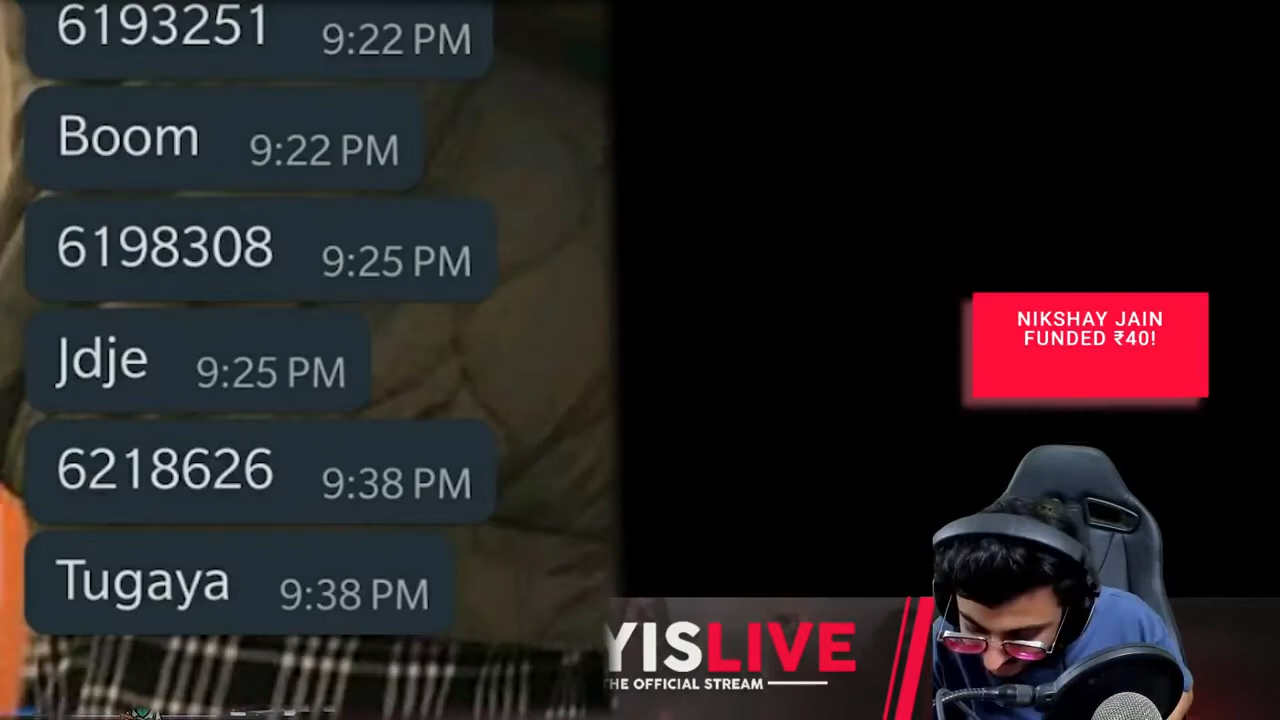 6193251 9:22 PM
Boom 9:22 PM
6198308 9:25 PM
Jdje 9:25 PM
6218626 9:38 PM
Tugaya 9:38 PM
NIKSHAY JAIN
FUNDED ₹40!
YISLIVE
THE OFFICIAL STREAM